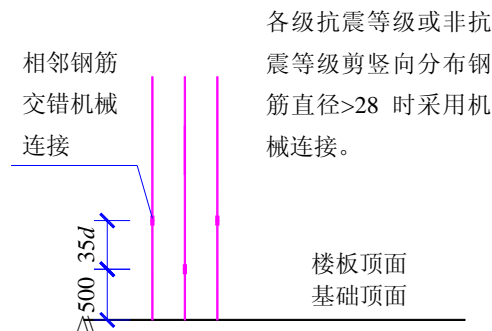 各级抗震等级或非抗
震等级剪竖向分布钢
筋直径>28 时采用机
械连接。
相邻钢筋
交错机械
连接
35d
≥500
楼板顶面
基础顶面